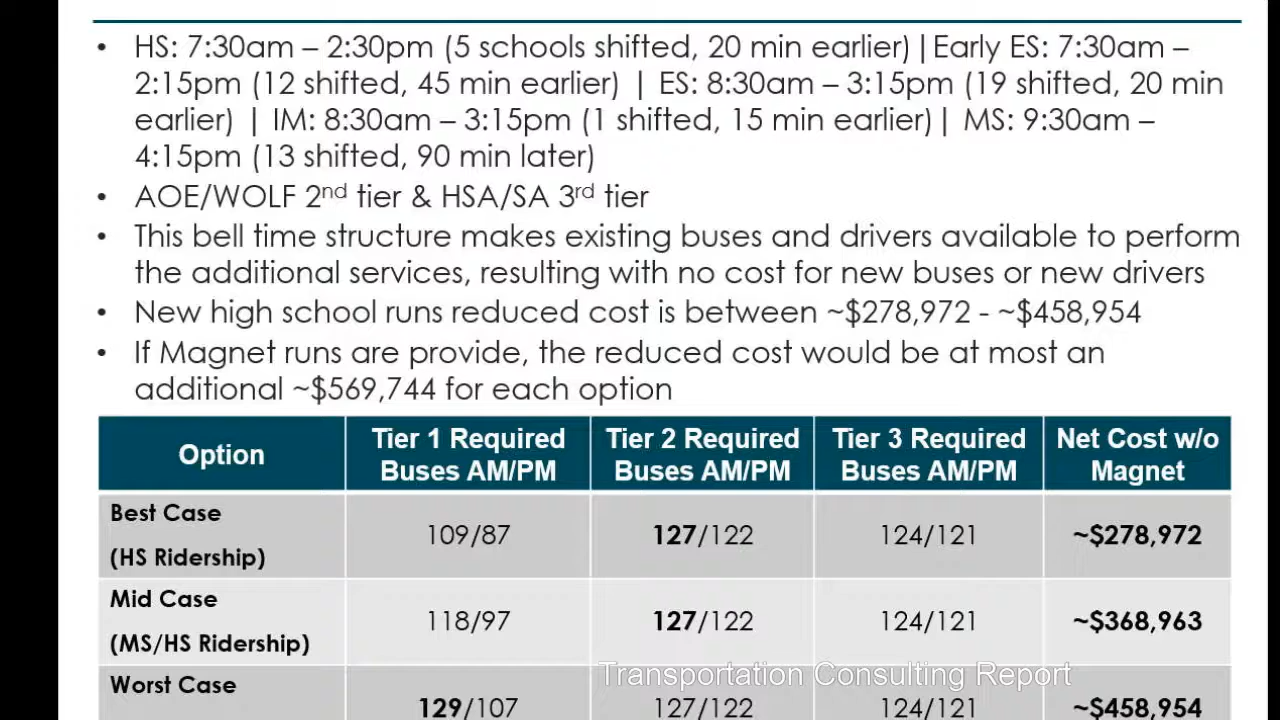 • HS: 7:30am – 2:30pm (5 schools shifted, 20 min earlier)|Early ES: 7:30am –
2:15pm (12 shifted, 45 min earlier) | ES: 8:30am – 3:15pm (19 shifted, 20 min
earlier) | IM: 8:30am – 3:15pm (1 shifted, 15 min earlier)| MS: 9:30am –
4:15pm (13 shifted, 90 min later)
• AOE/WOLF 2nd tier & HSA/SA 3rd tier
• This bell time structure makes existing buses and drivers available to perform
the additional services, resulting with no cost for new buses or new drivers
• New high school runs reduced cost is between ~$278,972 - ~$458,954
• If Magnet runs are provide, the reduced cost would be at most an
additional ~$569,744 for each option
Option
Tier 1 Required
Buses AM/PM
Tier 2 Required
Buses AM/PM
Tier 3 Required
Buses AM/PM
Net Cost w/o
Magnet
Best Case
(HS Ridership)
109/87
127/122
124/121
~$278,972
Mid Case
(MS/HS Ridership)
118/97
127/122
124/121
~$368,963
Worst Case
129/107
127/122
124/121
~$458,954
Transportation Consulting Report